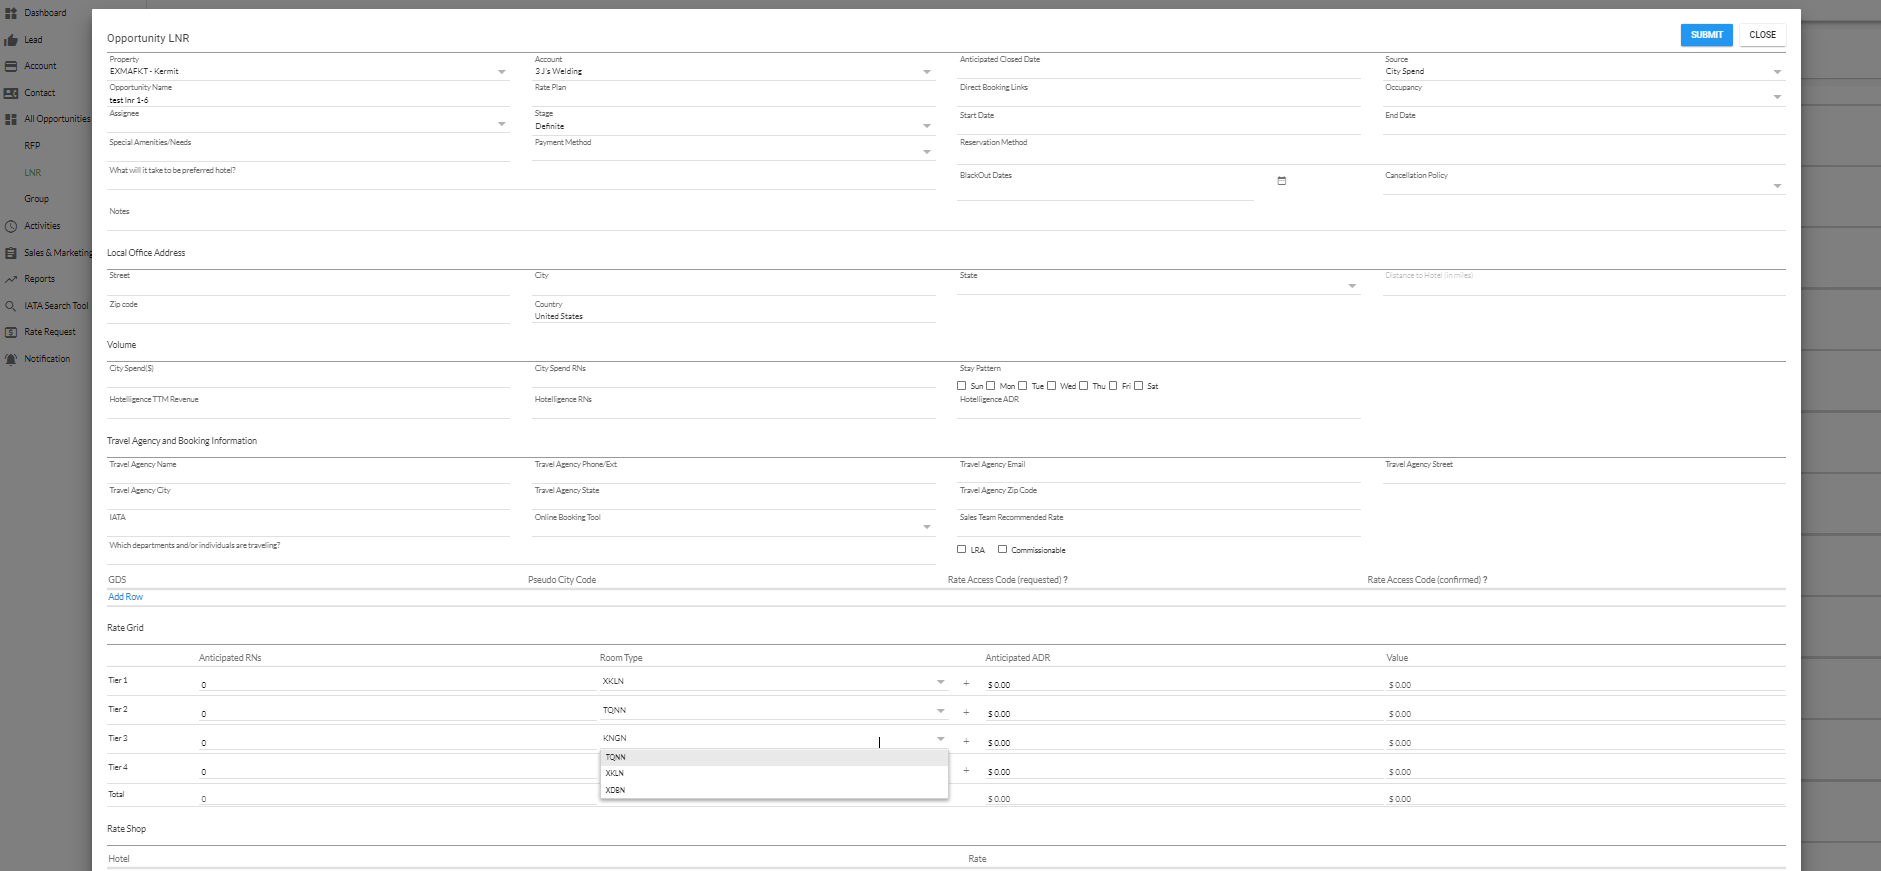 Dashboard
Lead
Account
Contact
All Opportunities
RFP
LNR
Group
Activities
Sales & Marketing
Reports
IATA Search Tool
Rate Request
Notification
Opportunity LNR
SUBMIT
CLOSE
Property
EXMAFKT - Kermit
Account
3 J's Welding
Anticipated Closed Date
Source
City Spend
Opportunity Name
test lnr 1-6
Rate Plan
Direct Booking Links
Occupancy
Assignee
Stage
Definite
Start Date
End Date
Special Amenities/Needs
Payment Method
Reservation Method
What will it take to be preferred hotel?
BlackOut Dates
Cancellation Policy
Notes
Local Office Address
Street
City
State
Distance to Hotel (in miles)
Zip code
Country
United States
Volume
City Spend($)
City Spend RNs
Stay Pattern
Sun Mon Tue Wed Thu Fri Sat
Hotelligence TTM Revenue
Hotelligence RNs
Hotelligence ADR
Travel Agency and Booking Information
Travel Agency Name
Travel Agency Phone/Ext
Travel Agency Email
Travel Agency Street
Travel Agency City
Travel Agency State
Travel Agency Zip Code
IATA
Online Booking Tool
Sales Team Recommended Rate
Which departments and/or individuals are traveling?
LRA Commissionable
GDS Pseudo City Code Rate Access Code (requested) ? Rate Access Code (confirmed) ?
Add Row
Rate Grid
Anticipated RNs Room Type Anticipated ADR Value
Tier 1 0 XKLN + $ 0.00 $ 0.00
Tier 2 0 TQNN + $ 0.00 $ 0.00
Tier 3 0 KNGN + $ 0.00 $ 0.00
TQNN
XKLN
XDBN
Tier 4 0 + $ 0.00 $ 0.00
Total 0 $ 0.00 $ 0.00
Rate Shop
Hotel Rate